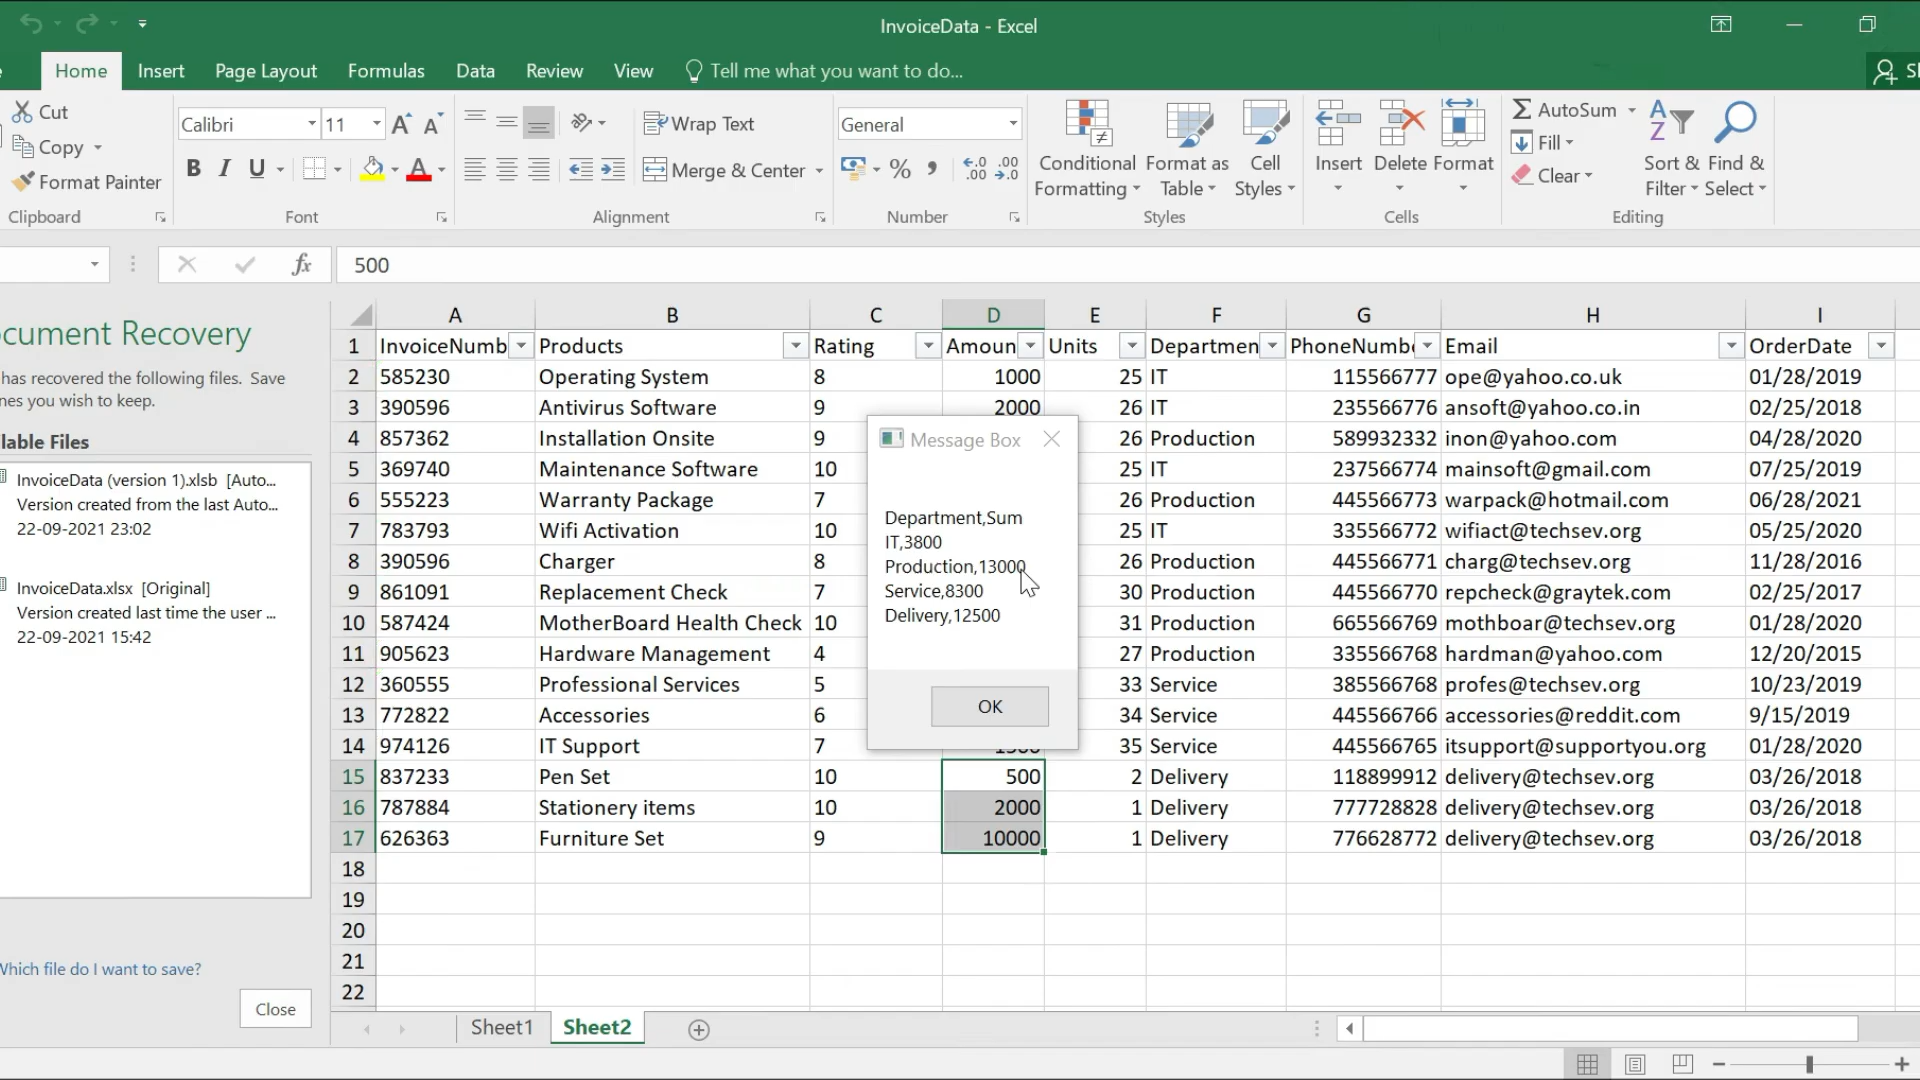 InvoiceData - Excel
Home Insert Page Layout Formulas Data Review View Tell me what you want to do...
Cut
Copy
Format Painter
Clipboard
Calibri 11
B I U
Font
Wrap Text
Merge & Center
Alignment
General
%
Number
Conditional Formatting
Format as Table
Cell Styles
Styles
Insert Delete Format
Cells
AutoSum
Fill
Clear
Sort & Filter
Find & Select
Editing
fx 500
cument Recovery
has recovered the following files. Save
nes you wish to keep.
lable Files
InvoiceData (version 1).xlsb [Auto...
Version created from the last Auto...
22-09-2021 23:02
InvoiceData.xlsx [Original]
Version created last time the user ...
22-09-2021 15:42
Which file do I want to save?
Close
A B C D E F G H I
1 InvoiceNumb Products Rating Amoun Units Departmen PhoneNumb Email OrderDate
2 585230 Operating System 8 1000 25 IT 115566777 ope@yahoo.co.uk 01/28/2019
3 390596 Antivirus Software 9 2000 26 IT 235566776 ansoft@yahoo.co.in 02/25/2018
4 857362 Installation Onsite 9 26 Production 589932332 inon@yahoo.com 04/28/2020
5 369740 Maintenance Software 10 25 IT 237566774 mainsoft@gmail.com 07/25/2019
6 555223 Warranty Package 7 26 Production 445566773 warpack@hotmail.com 06/28/2021
7 783793 Wifi Activation 10 25 IT 335566772 wifiact@techsev.org 05/25/2020
8 390596 Charger 8 26 Production 445566771 charg@techsev.org 11/28/2016
9 861091 Replacement Check 7 30 Production 445566770 repcheck@graytek.com 02/25/2017
10 587424 MotherBoard Health Check 10 31 Production 665566769 mothboar@techsev.org 01/28/2020
11 905623 Hardware Management 4 27 Production 335566768 hardman@yahoo.com 12/20/2015
12 360555 Professional Services 5 33 Service 385566768 profes@techsev.org 10/23/2019
13 772822 Accessories 6 34 Service 445566766 accessories@reddit.com 9/15/2019
14 974126 IT Support 7 35 Service 445566765 itsupport@supportyou.org 01/28/2020
15 837233 Pen Set 10 500 2 Delivery 118899912 delivery@techsev.org 03/26/2018
16 787884 Stationery items 10 2000 1 Delivery 777728828 delivery@techsev.org 03/26/2018
17 626363 Furniture Set 9 10000 1 Delivery 776628772 delivery@techsev.org 03/26/2018
18
19
20
21
22
Message Box
Department,Sum
IT,3800
Production,13000
Service,8300
Delivery,12500
OK
Sheet1 Sheet2